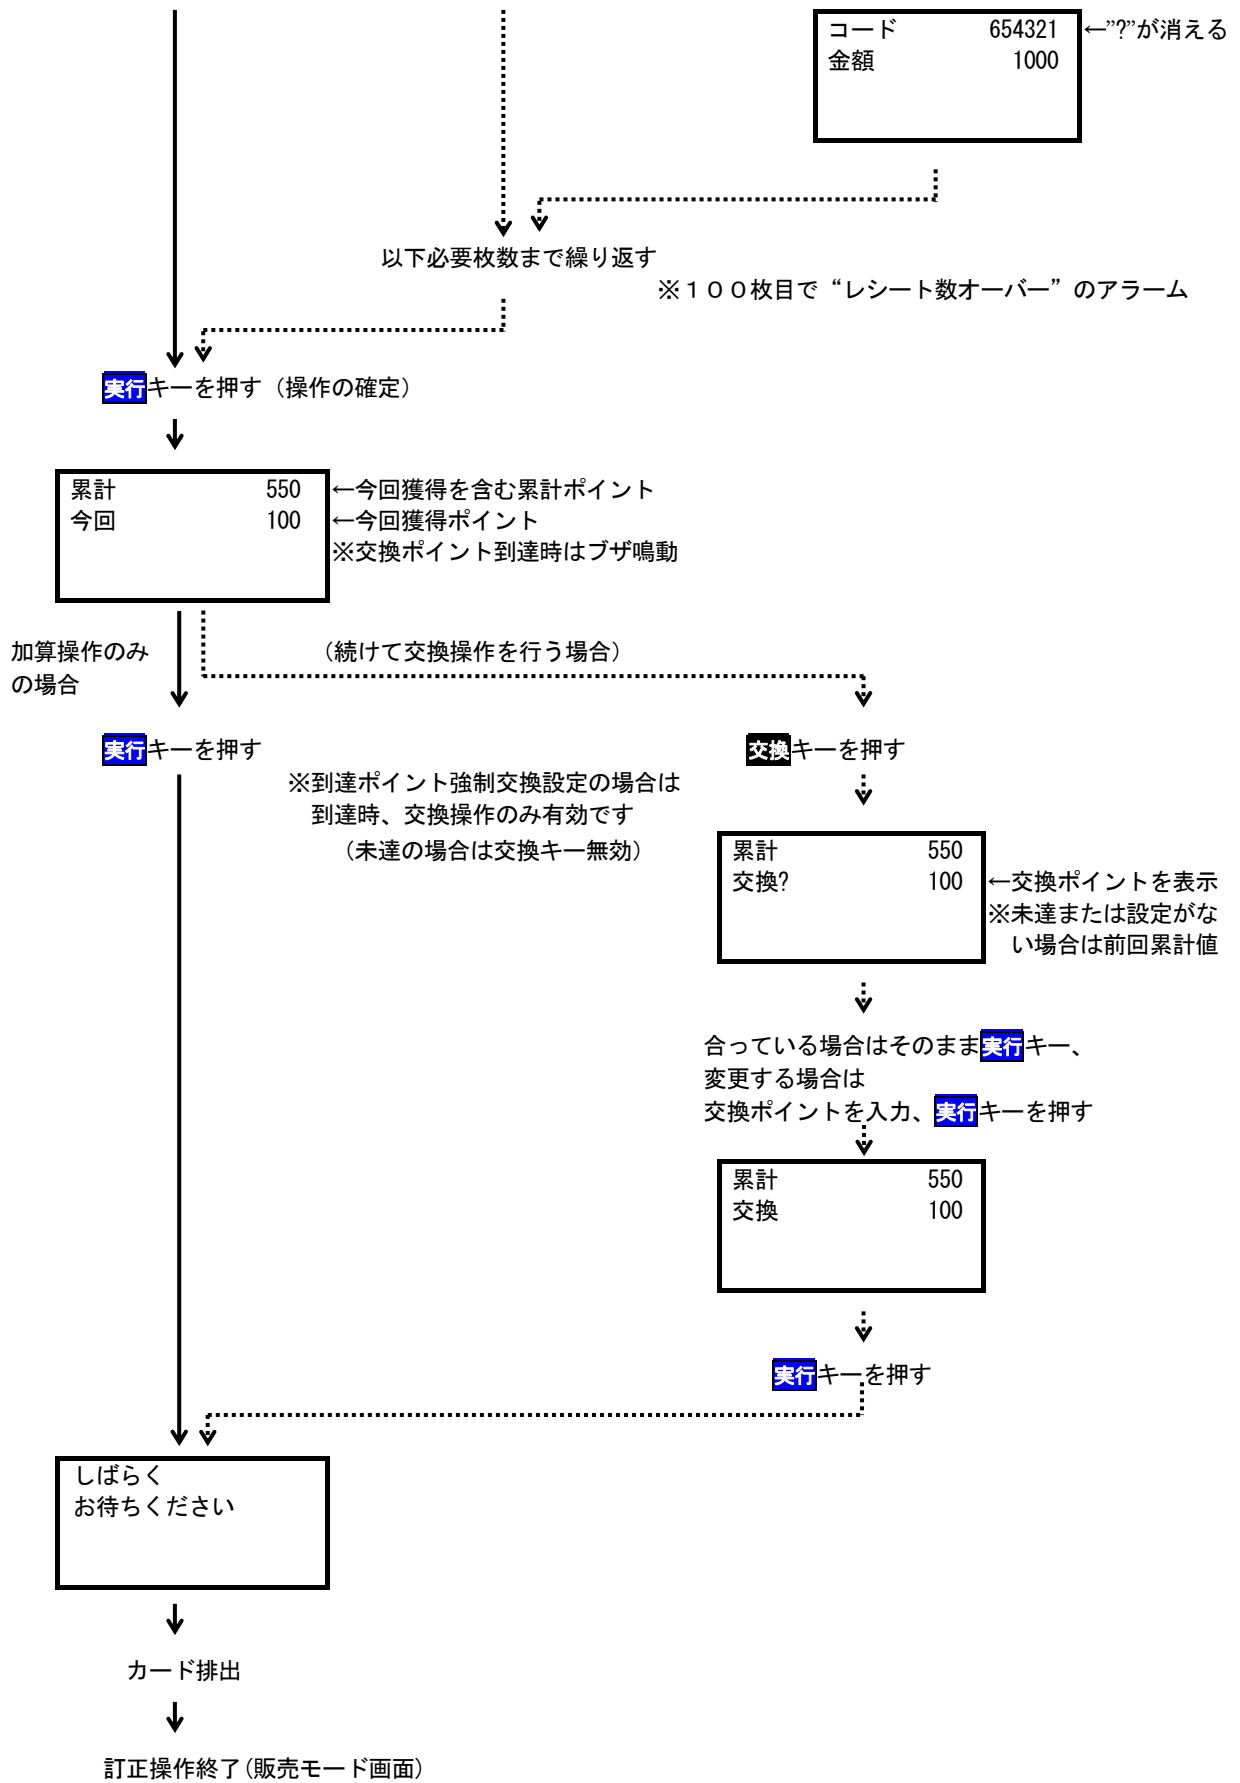 コード 654321 ←”?”が消える
金額 1000
以下必要枚数まで繰り返す
※１００枚目で“レシート数オーバー”のアラーム
実行キーを押す（操作の確定）
累計 550 ←今回獲得を含む累計ポイント
今回 100 ←今回獲得ポイント
※交換ポイント到達時はブザ鳴動
加算操作のみ
の場合
（続けて交換操作を行う場合）
実行キーを押す
交換キーを押す
※到達ポイント強制交換設定の場合は
到達時、交換操作のみ有効です
（未達の場合は交換キー無効）
累計 550
交換? 100 ←交換ポイントを表示
※未達または設定がな
い場合は前回累計値
合っている場合はそのまま実行キー、
変更する場合は
交換ポイントを入力、実行キーを押す
累計 550
交換 100
実行キーを押す
しばらく
お待ちください
カード排出
訂正操作終了(販売モード画面)